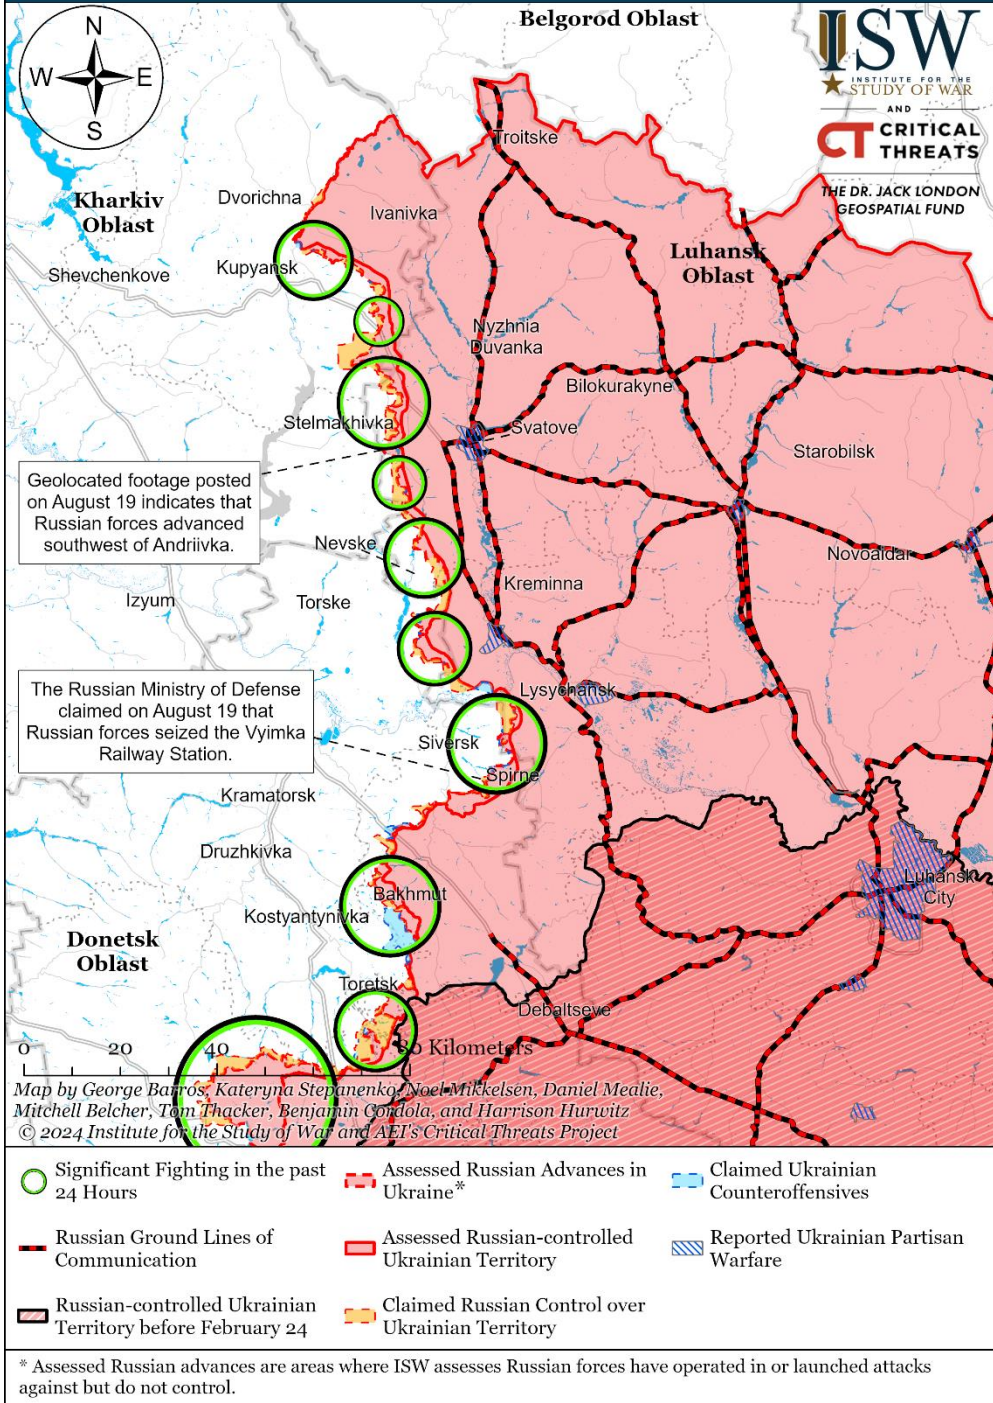 Belgorod Oblast
N
W
E
S
ISW
INSTITUTE FOR THE
STUDY OF WAR
AND
CT CRITICAL
THREATS
THE DR. JACK LONDON
GEOSPATIAL FUND
Troitske
Dvorichna
Kharkiv
Oblast
Ivanivka
Luhansk
Oblast
Kupyansk
Shevchenkove
Nyzhnia
Duvanka
Bilokurakyne
Stelmakhivka
Svatove
Starobilsk
Geolocated footage posted
on August 19 indicates that
Russian forces advanced
southwest of Andriivka.
Nevske
Novoaidar
Kreminna
Izyum
Torske
The Russian Ministry of Defense
claimed on August 19 that
Russian forces seized the Vyimka
Railway Station.
Lysychansk
Siversk
Spirne
Kramatorsk
Druzhkivka
Bakhmut
Luhansk
City
Kostyantynivka
Donetsk
Oblast
Toretsk
Debaltseve
0 20 40 80 Kilometers
Map by George Barros, Kateryna Stepanenko, Noel Mikkelsen, Daniel Mealie,
Mitchell Belcher, Tom Thacker, Benjamin Cordola, and Harrison Hurwitz
© 2024 Institute for the Study of War and AEI's Critical Threats Project
Significant Fighting in the past
24 Hours
Assessed Russian Advances in
Ukraine*
Claimed Ukrainian
Counteroffensives
Russian Ground Lines of
Communication
Assessed Russian-controlled
Ukrainian Territory
Reported Ukrainian Partisan
Warfare
Russian-controlled Ukrainian
Territory before February 24
Claimed Russian Control over
Ukrainian Territory
* Assessed Russian advances are areas where ISW assesses Russian forces have operated in or launched attacks
against but do not control.